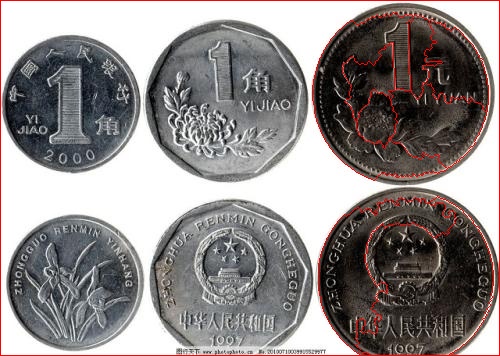 中国人民银行
1
YI
JIAO
角
2000
1
角
YIJIAO
1
元
YI YUAN
ZHONGGUO RENMIN YINHANG
ZHONGHUA RENMIN GONGHEGUO
中华人民共和国
1997
ZHONGHUA RENMIN GONGHEGUO
中华人民共和国
1997